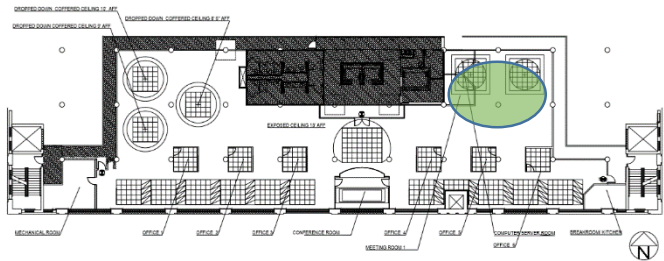 DROPPED DOWN COFFERED CEILING 10' AFF
DROPPED DOWN COFFERED CEILING 8' 6" AFF
DROPPED DOWN COFFERED CEILING 9' AFF
EXPOSED CEILING 13' AFF
MECHANICAL ROOM
OFFICE 1
OFFICE 2
OFFICE 3
CONFERENCE ROOM
OFFICE 4
MEETING ROOM 1
OFFICE 5
COMPUTER SERVER ROOM
OFFICE 6
BREAKROOM KITCHEN
N